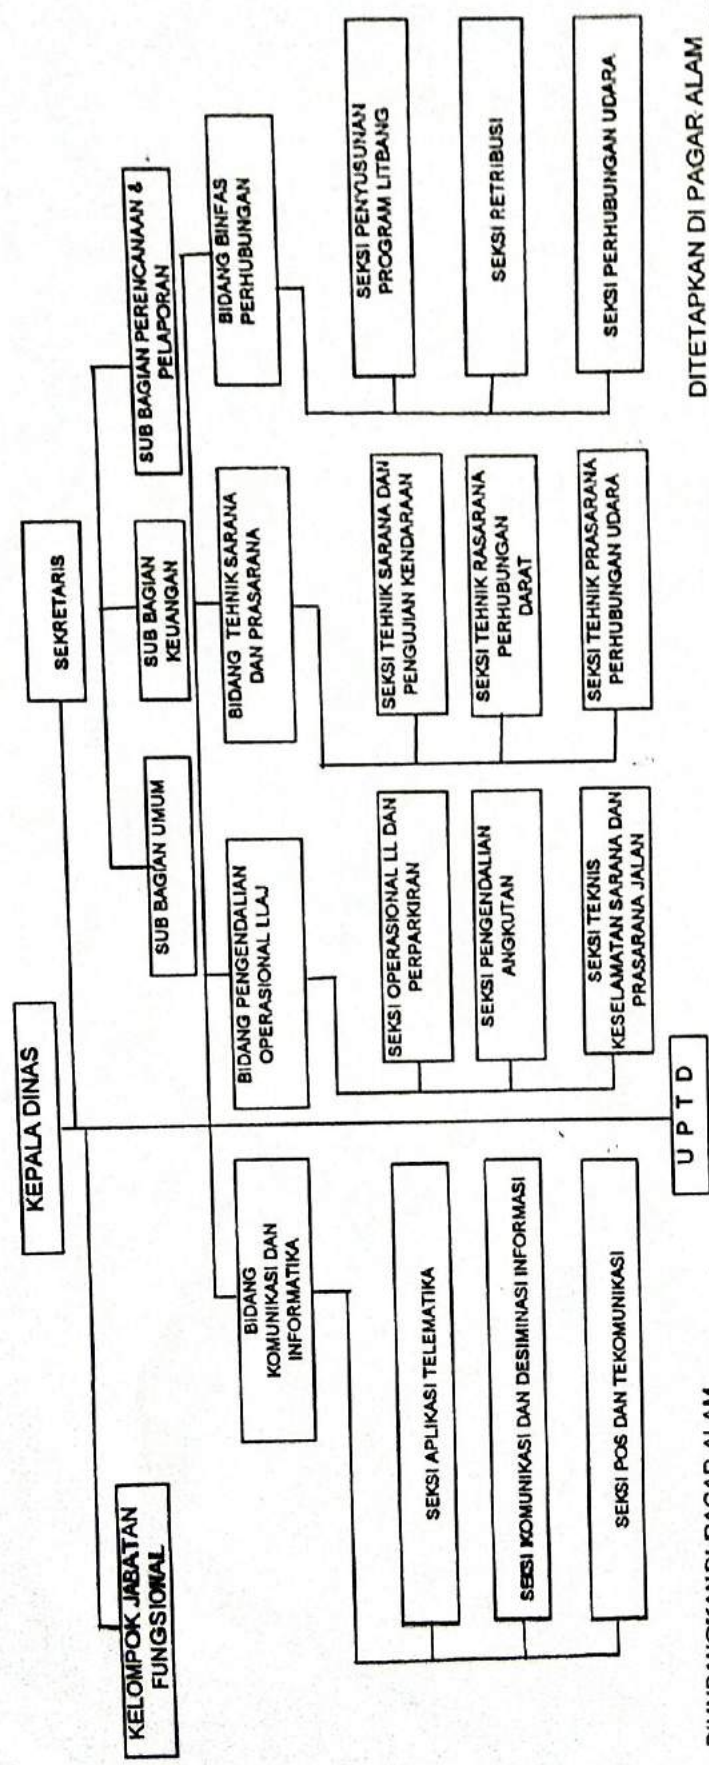 KEPALA DINAS
SEKRETARIS
KELOMPOK JABATAN
FUNGSIONAL
SUB BAGIAN UMUM
SUB BAGIAN
KEUANGAN
SUB BAGIAN PERENCANAAN &
PELAPORAN
BIDANG
KOMUNIKASI DAN
INFORMATIKA
BIDANG PENGENDALIAN
OPERASIONAL LLAJ
BIDANG TEHNIK SARANA
DAN PRASARANA
BIDANG BINFAS
PERHUBUNGAN
SEKSI APLIKASI TELEMATIKA
SEKSI KOMUNIKASI DAN DESIMINASI INFORMASI
SEKSI POS DAN TEKOMUNIKASI
SEKSI OPERASIONAL LL DAN
PERPARKIRAN
SEKSI PENGENDALIAN
ANGKUTAN
SEKSI TEKNIS
KESELAMATAN SARANA DAN
PRASARANA JALAN
SEKSI TEHNIK SARANA DAN
PENGUJIAN KENDARAAN
SEKSI TEHNIK RASARANA
PERHUBUNGAN
DARAT
SEKSI TEHNIK PRASARANA
PERHUBUNGAN UDARA
SEKSI PENYUSUNAN
PROGRAM LITBANG
SEKSI RETRIBUSI
SEKSI PERHUBUNGAN UDARA
U P T D
DITETAPKAN DI PAGAR ALAM